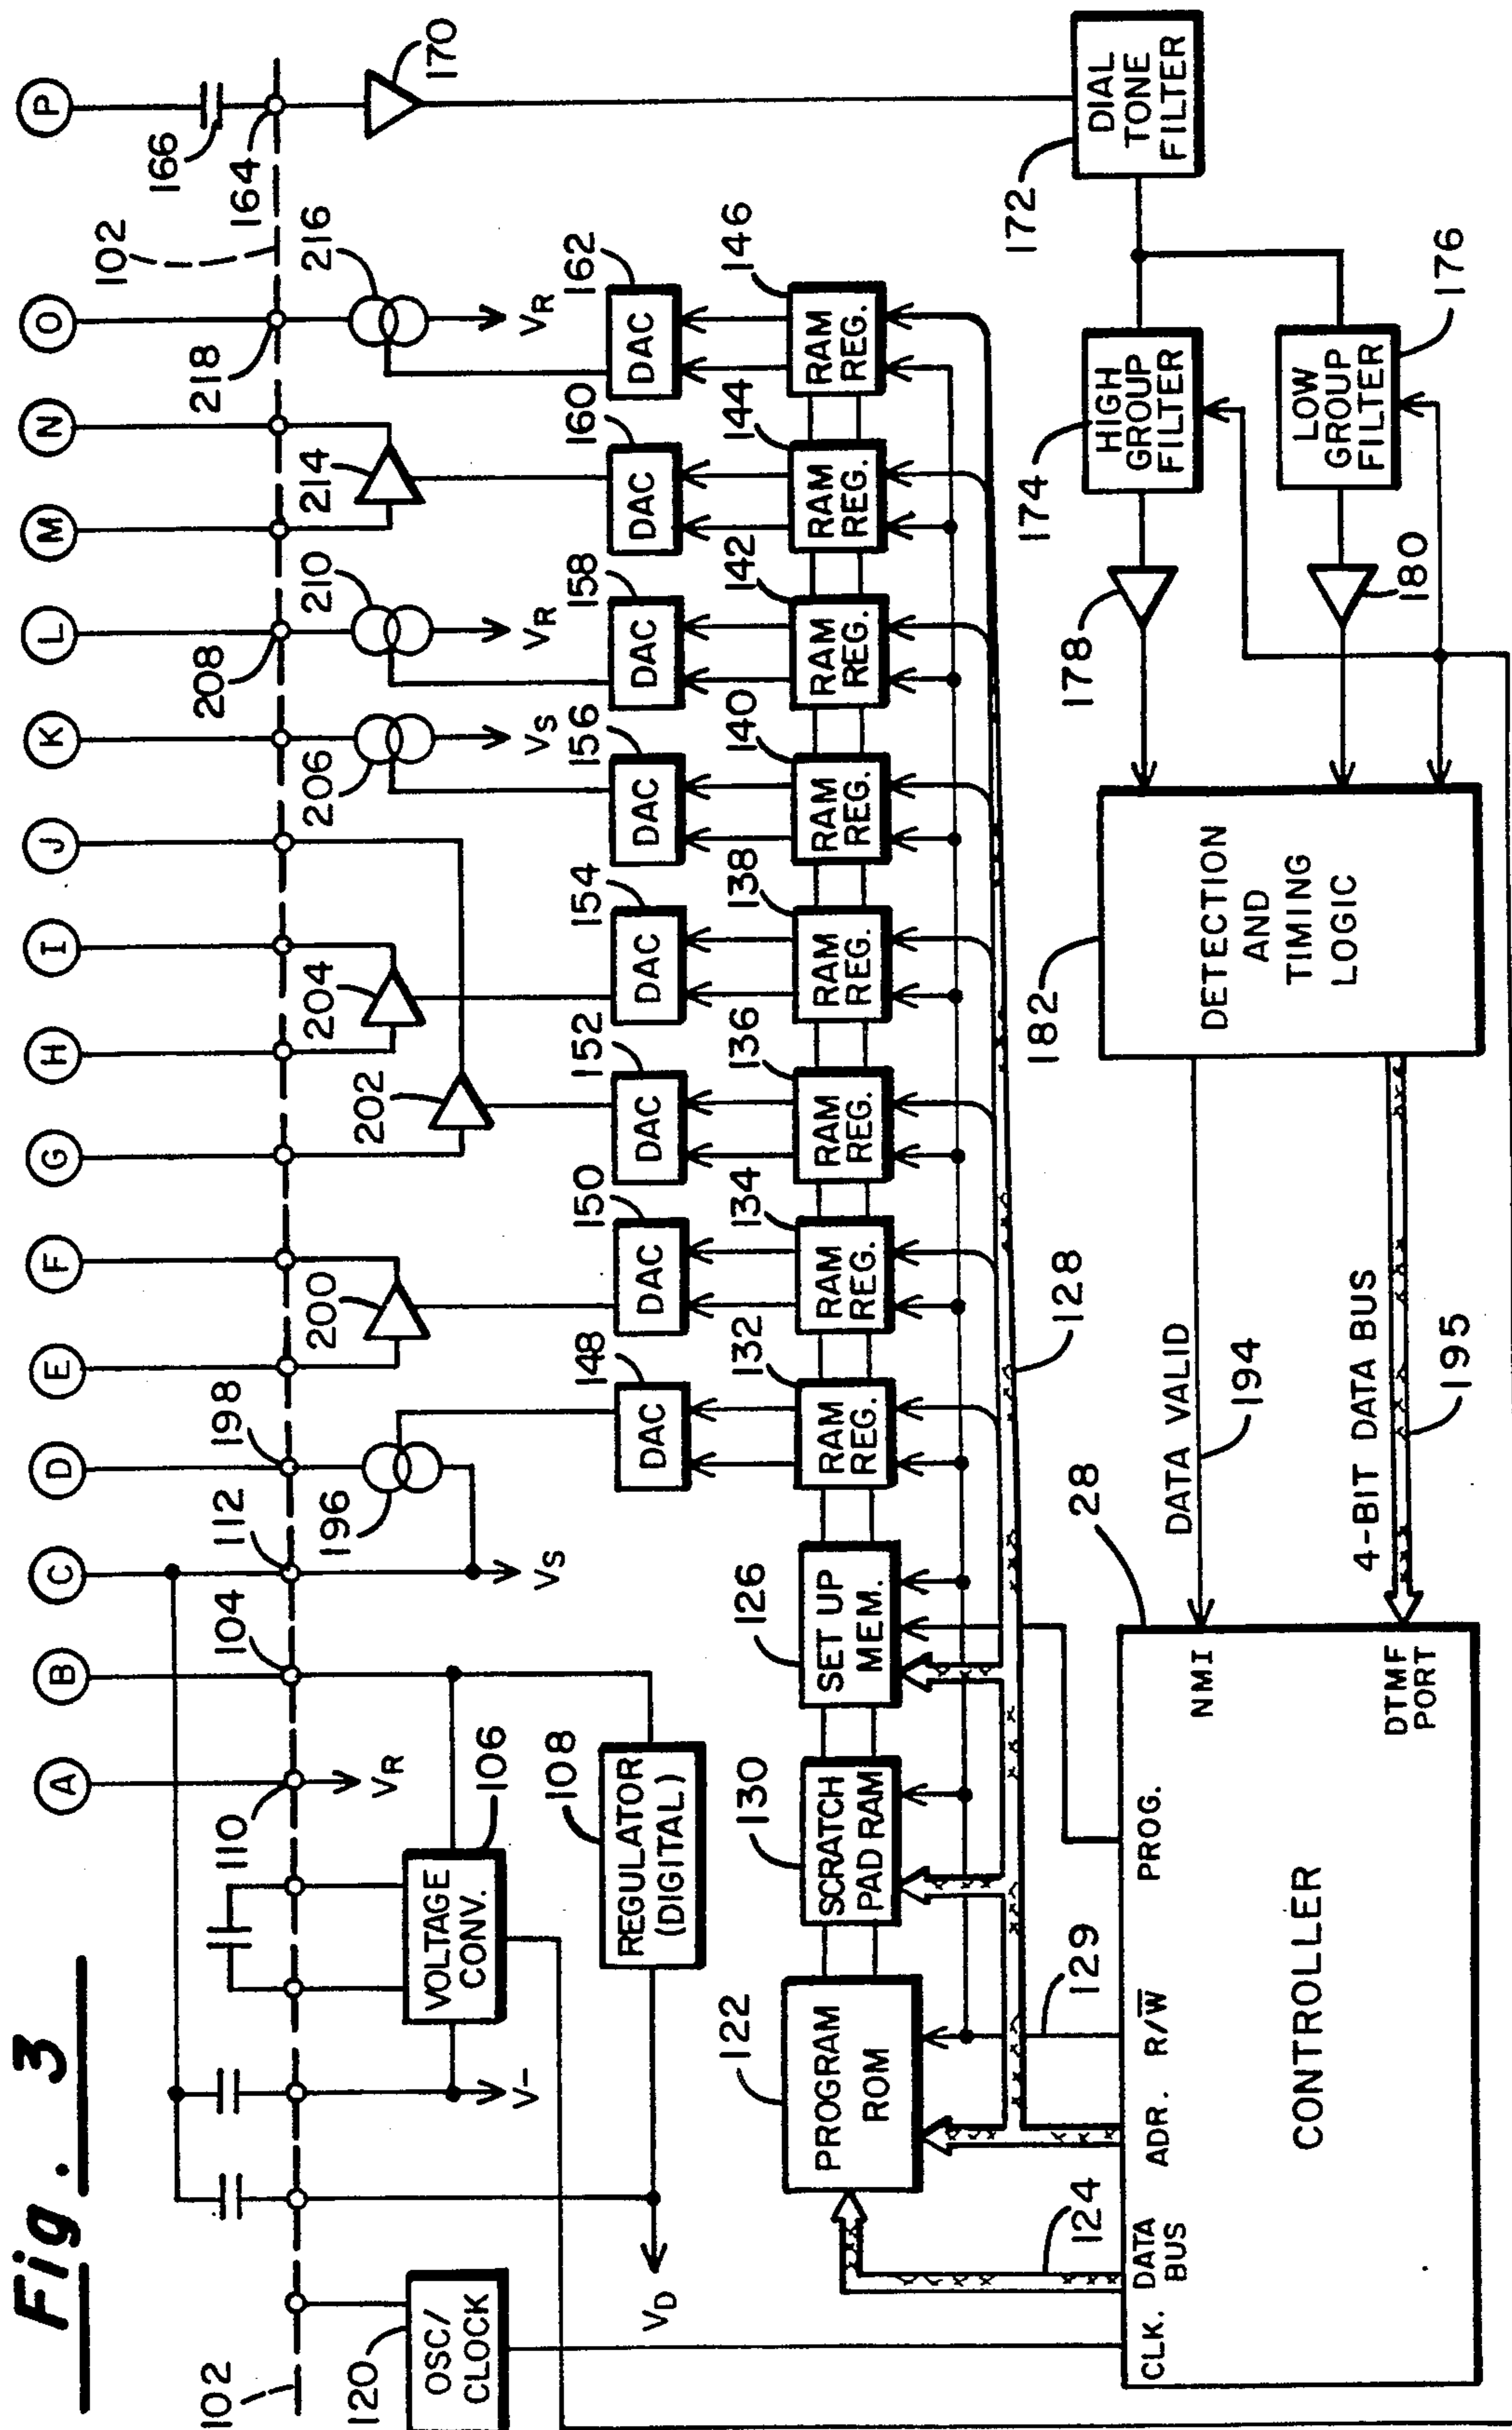 Fig. 3
A
B
C
D
E
F
G
H
I
J
K
L
M
N
O
P
102
110
104
112
198
200
202
204
206
208
210
214
218
216
102
164
166
170
VR
VS
196
VS
VR
VR
120
OSC/
CLOCK
V-
VOLTAGE
CONV.
106
108
REGULATOR
(DIGITAL)
VD
148
DAC
150
DAC
152
DAC
154
DAC
156
DAC
158
DAC
160
DAC
162
DAC
122
PROGRAM
ROM
130
SCRATCH
PAD RAM
126
SET UP
MEM.
132
RAM
REG.
134
RAM
REG.
136
RAM
REG.
138
RAM
REG.
140
RAM
REG.
142
RAM
REG.
144
RAM
REG.
146
RAM
REG.
124
129
128
CLK.
DATA
BUS
ADR.
R/W̅
PROG.
NMI
DTMF
PORT
CONTROLLER
28
DATA VALID
194
4-BIT DATA BUS
195
182
DETECTION
AND
TIMING
LOGIC
178
180
174
HIGH
GROUP
FILTER
LOW
GROUP
FILTER
176
172
DIAL
TONE
FILTER